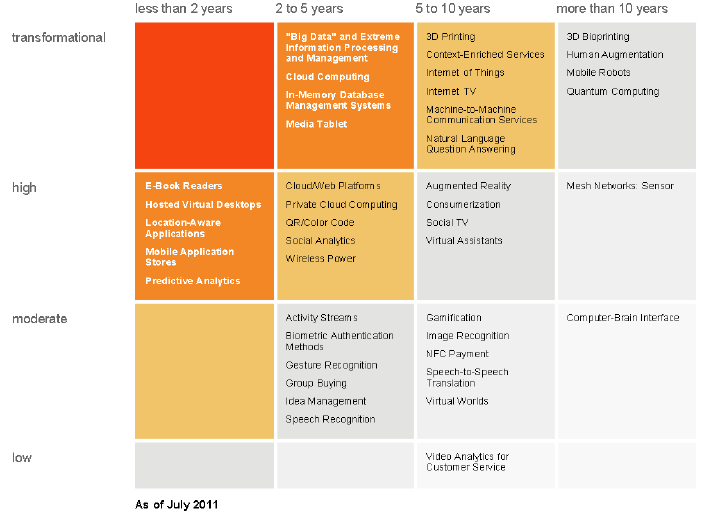 less than 2 years
2 to 5 years
5 to 10 years
more than 10 years
transformational
"Big Data" and Extreme
Information Processing
and Management
Cloud Computing
In-Memory Database
Management Systems
Media Tablet
3D Printing
Context-Enriched Services
Internet of Things
Internet TV
Machine-to-Machine
Communication Services
Natural Language
Question Answering
3D Bioprinting
Human Augmentation
Mobile Robots
Quantum Computing
high
E-Book Readers
Hosted Virtual Desktops
Location-Aware
Applications
Mobile Application
Stores
Predictive Analytics
Cloud/Web Platforms
Private Cloud Computing
QR/Color Code
Social Analytics
Wireless Power
Augmented Reality
Consumerization
Social TV
Virtual Assistants
Mesh Networks: Sensor
moderate
Activity Streams
Biometric Authentication
Methods
Gesture Recognition
Group Buying
Idea Management
Speech Recognition
Gamification
Image Recognition
NFC Payment
Speech-to-Speech
Translation
Virtual Worlds
Computer-Brain Interface
low
Video Analytics for
Customer Service
As of July 2011